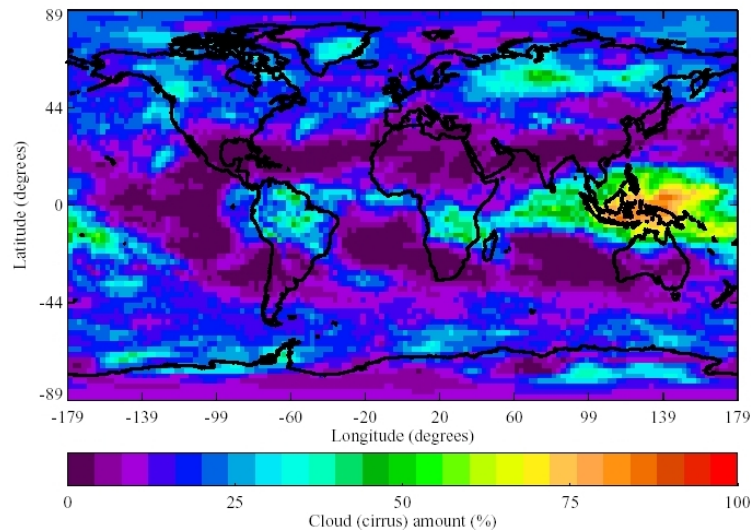 89
44
0
-44
-89
Latitude (degrees)
-179 -139 -99 -60 -20 20 60 99 139 179
Longitude (degrees)
0 25 50 75 100
Cloud (cirrus) amount (%)